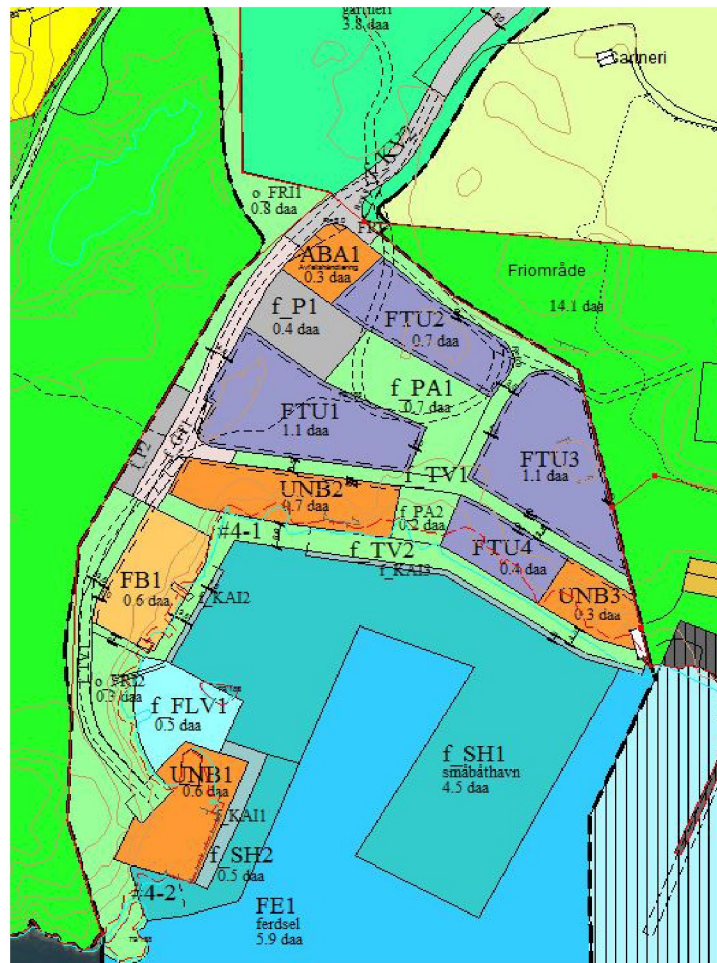 gartneri
3.8 daa
Gartneri
f_KV2
o_FRI1
0.8 daa
ABA1
Avfallshåndtering
0.3 daa
Friområde
14.1 daa
f_P1
0.4 daa
FTU2
0.7 daa
f_PA1
0.7 daa
FTU1
1.1 daa
FTU3
1.1 daa
f_P2
f_TV1
UNB2
0.7 daa
f_PA2
0.2 daa
#4-1
f_TV2
FTU4
0.4 daa
f_KAI3
FB1
0.6 daa
UNB3
0.3 daa
f_KAI2
o_FRI2
0.3 daa
f_FLV1
0.5 daa
f_SH1
småbåthavn
4.5 daa
UNB1
0.6 daa
f_KAI1
f_SH2
0.5 daa
#4-2
FE1
ferdsel
5.9 daa